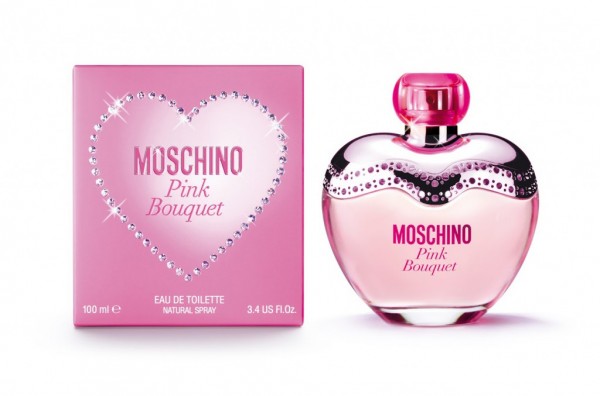 MOSCHINO
Pink
Bouquet
EAU DE TOILETTE
NATURAL SPRAY
100 ml ℮
3.4 US Fl.Oz.
MOSCHINO
Pink
Bouquet